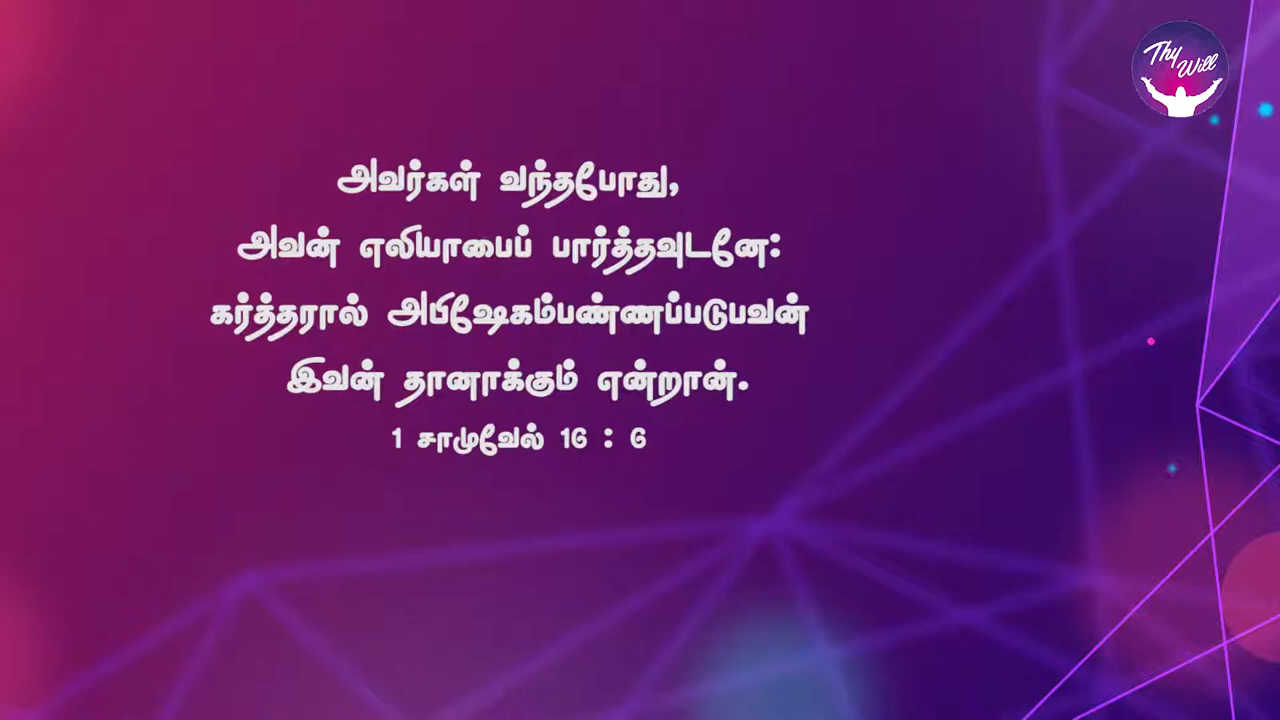 Thy Will
அவர்கள் வந்தபோது,
அவன் எலியாபைப் பார்த்தவுடனே:
கர்த்தரால் அபிஷேகம்பண்ணப்படுபவன்
இவன் தானாக்கும் என்றான்.
1 சாமுவேல் 16 : 6